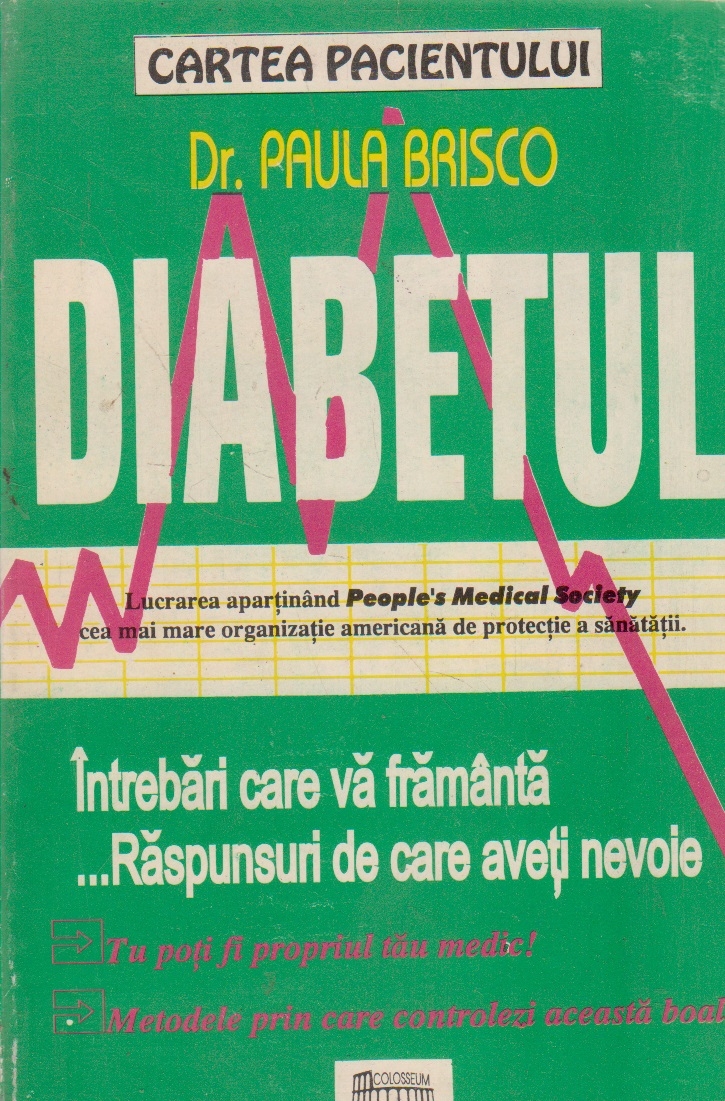 CARTEA PACIENTULUI
Dr. PAULA BRISCO
DIABETUL
Lucrarea aparținând People's Medical Society
cea mai mare organizație americană de protecție a sănătății.
Întrebări care vă frământă
...Răspunsuri de care aveți nevoie
Tu poți fi propriul tău medic!
Metodele prin care controlezi această boal
COLOSSEUM